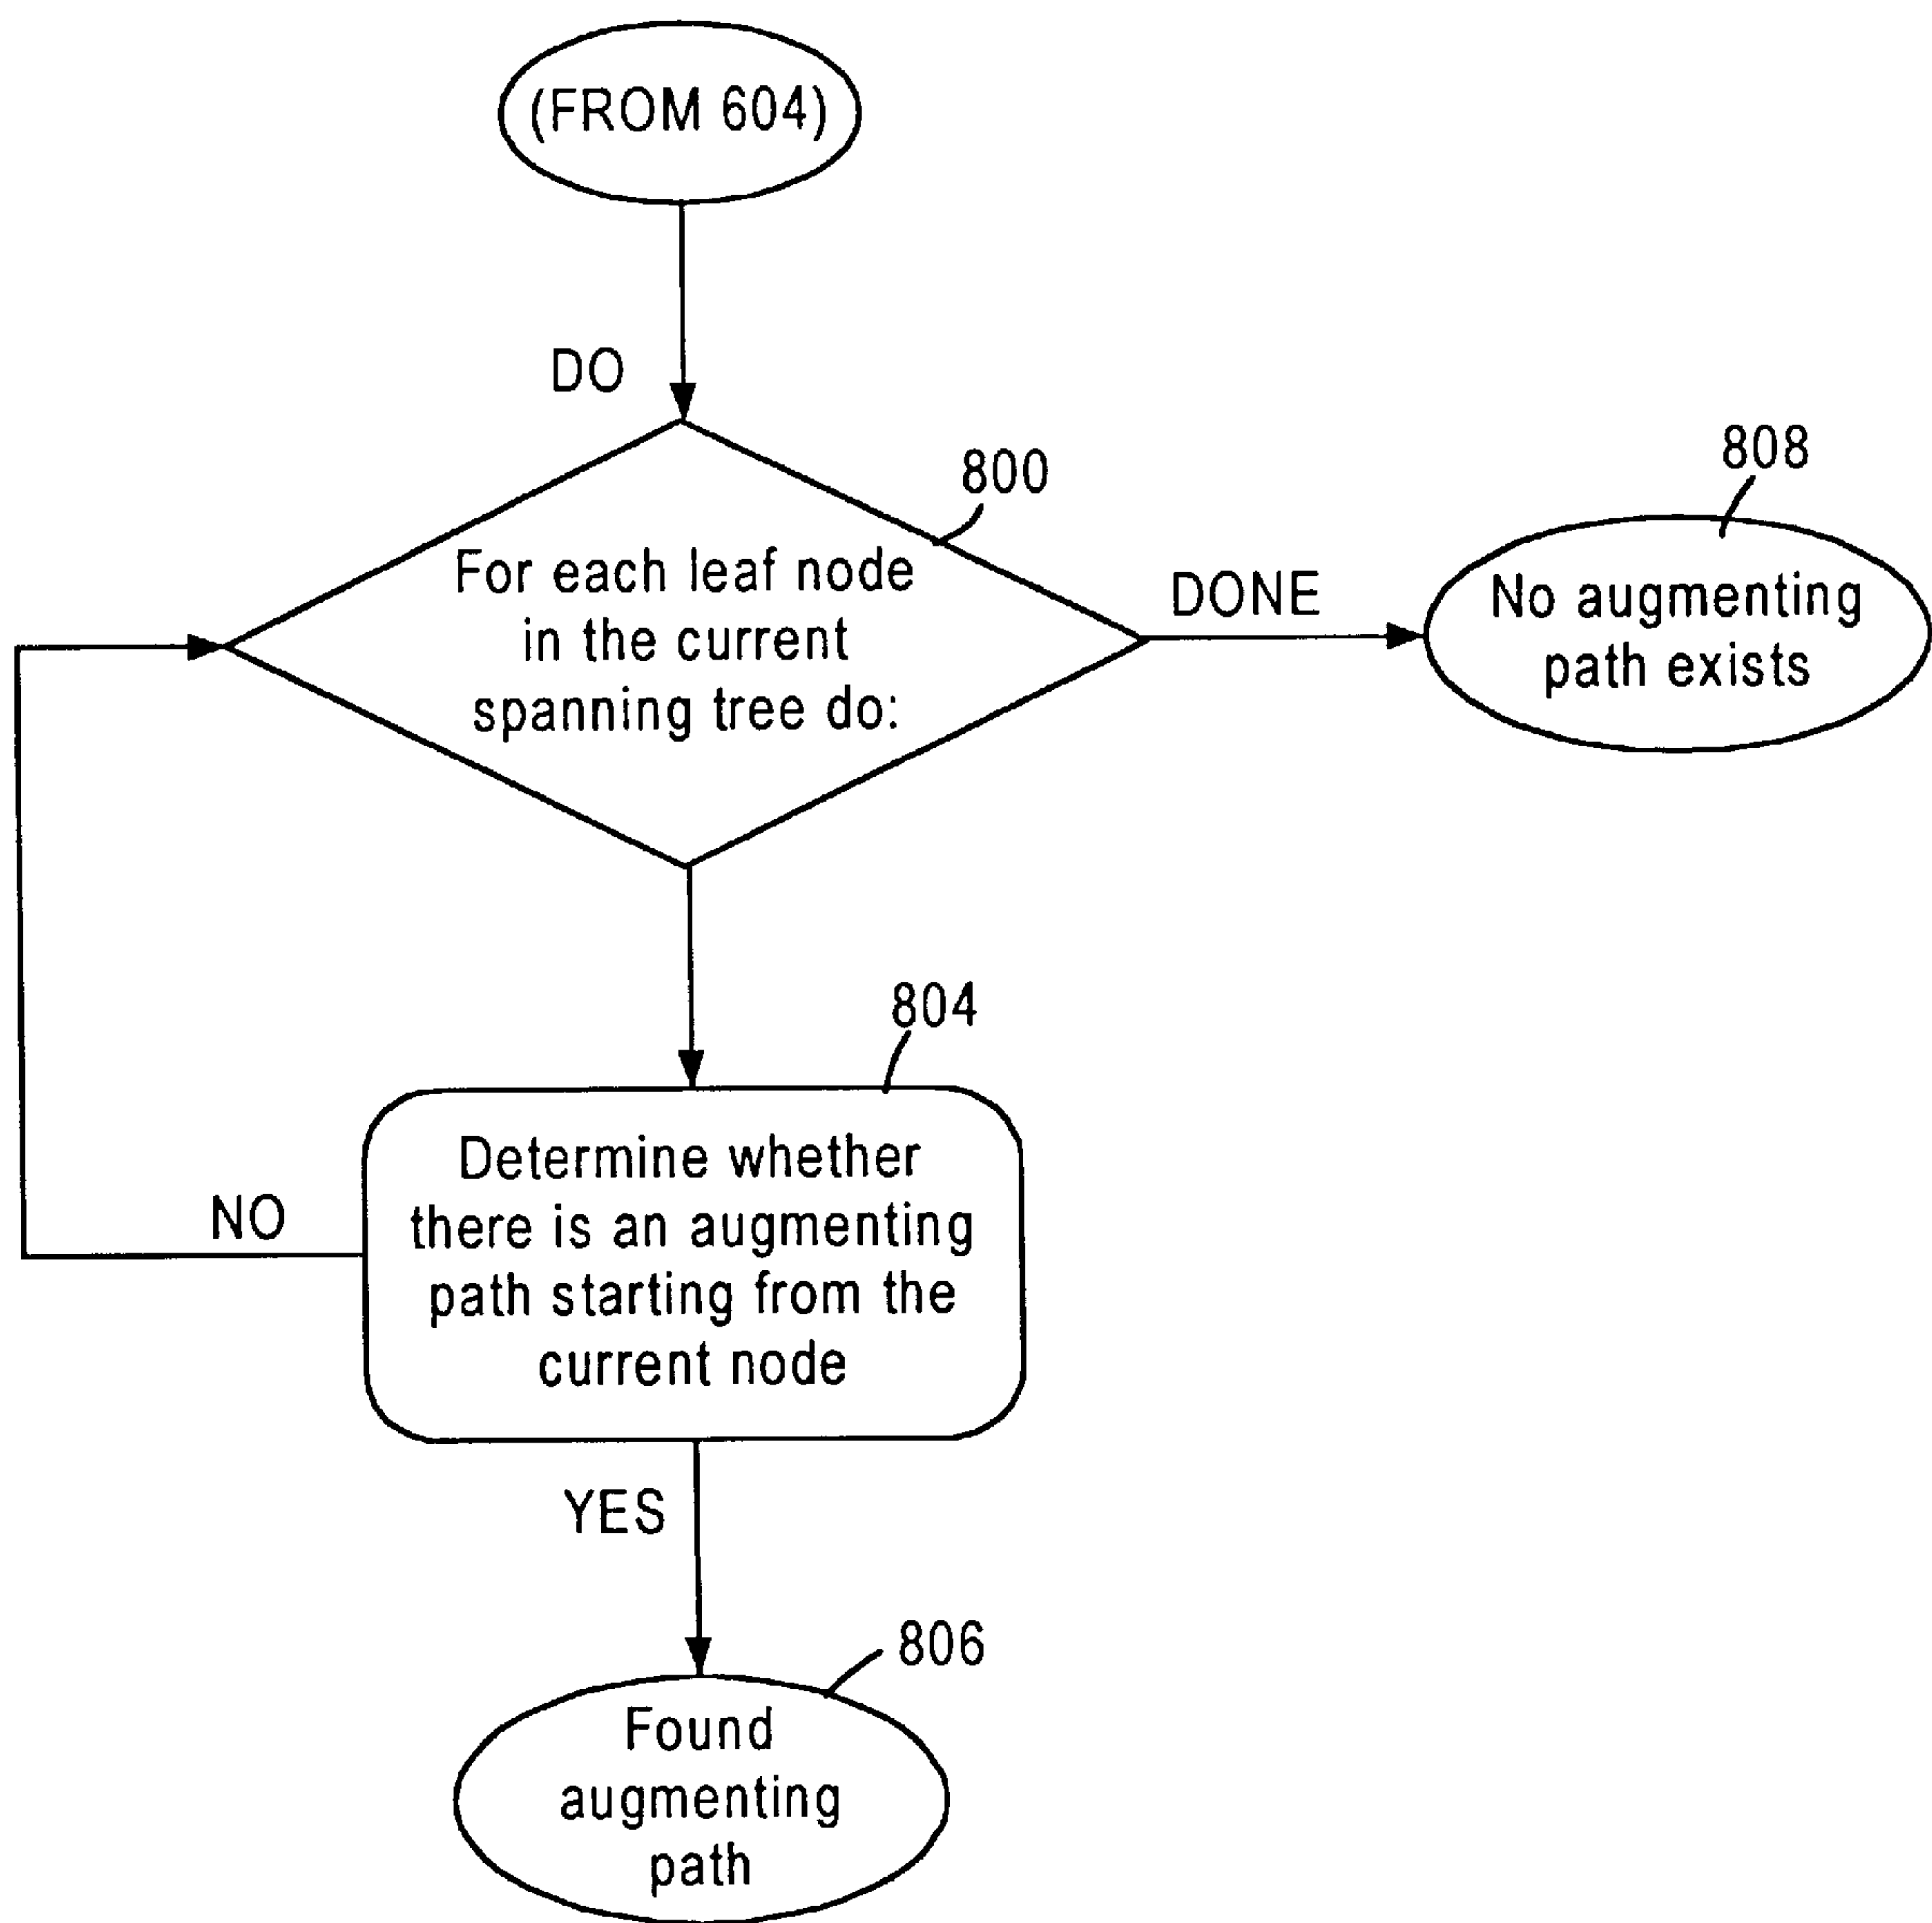 (FROM 604)
DO
800
For each leaf node
in the current
spanning tree do:
DONE
808
No augmenting
path exists
804
Determine whether
there is an augmenting
path starting from the
current node
NO
YES
806
Found
augmenting
path